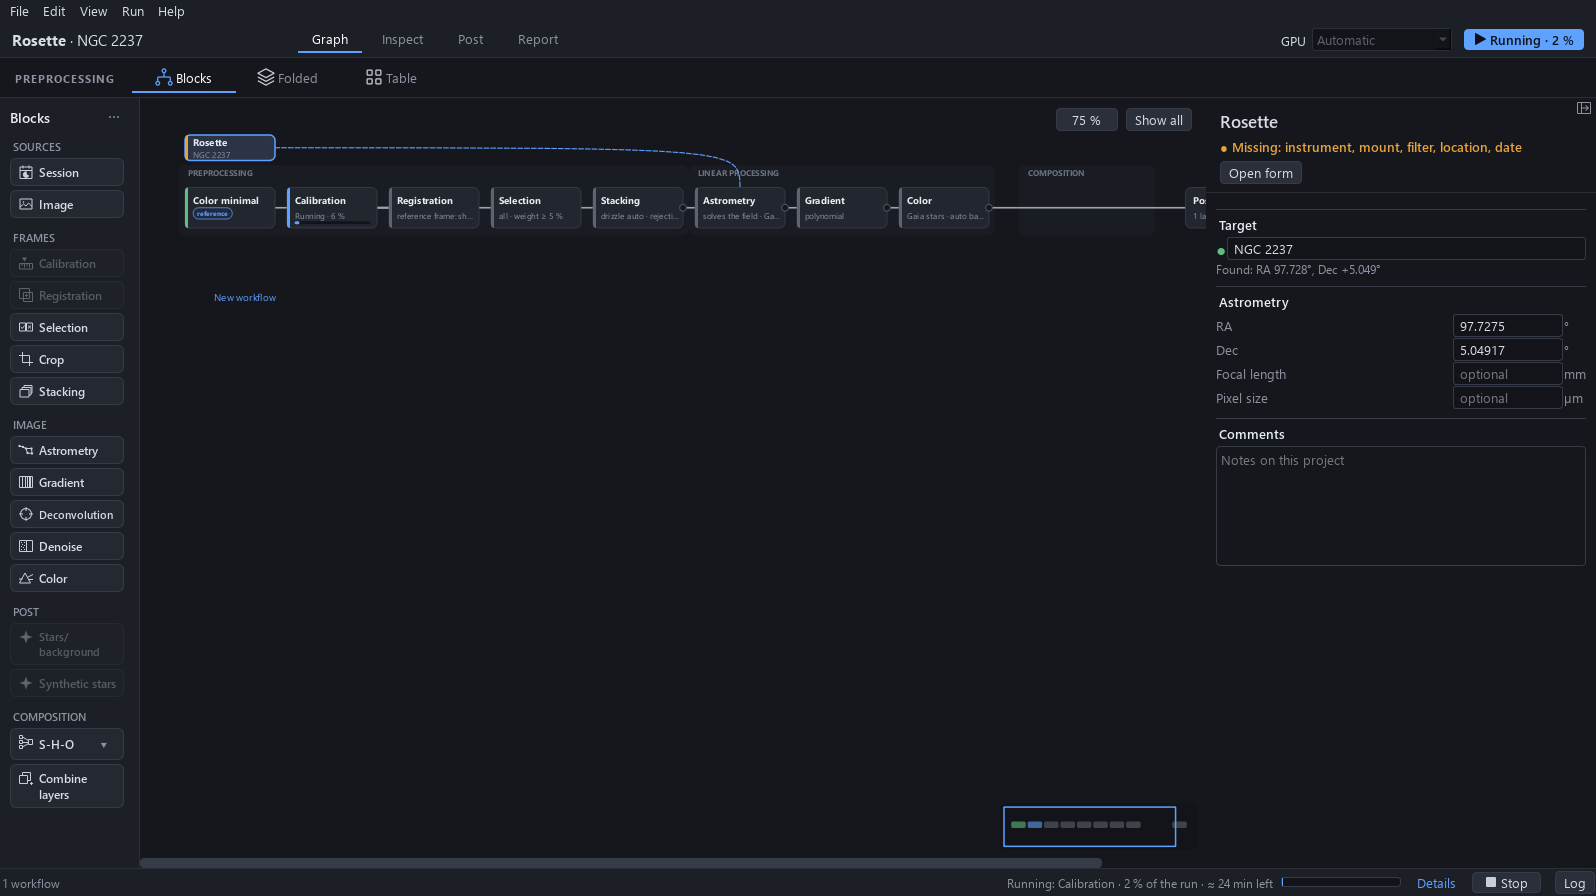 File Edit View Run Help
Rosette · NGC 2237
Graph Inspect Post Report
GPU Automatic
Running · 2 %
PREPROCESSING
Blocks Folded Table
Blocks ...
SOURCES
Session
Image
FRAMES
Calibration
Registration
Selection
Crop
Stacking
IMAGE
Astrometry
Gradient
Deconvolution
Denoise
Color
POST
Stars/
background
Synthetic stars
COMPOSITION
S-H-O
Combine
layers
75 % Show all
Rosette
NGC 2237
PREPROCESSING
Color minimal
reference
Calibration
Running · 6 %
Registration
reference frame: sh...
Selection
all · weight ≥ 5 %
Stacking
drizzle auto · rejecti...
LINEAR PROCESSING
Astrometry
solves the field · Ga...
Gradient
polynomial
Color
Gaia stars · auto ba...
COMPOSITION
Po
1 la
New workflow
Rosette
Missing: instrument, mount, filter, location, date
Open form
Target
NGC 2237
Found: RA 97.728°, Dec +5.049°
Astrometry
RA 97.7275 °
Dec 5.04917 °
Focal length optional mm
Pixel size optional µm
Comments
Notes on this project
1 workflow
Running: Calibration · 2 % of the run · ≈ 24 min left
Details
Stop
Log